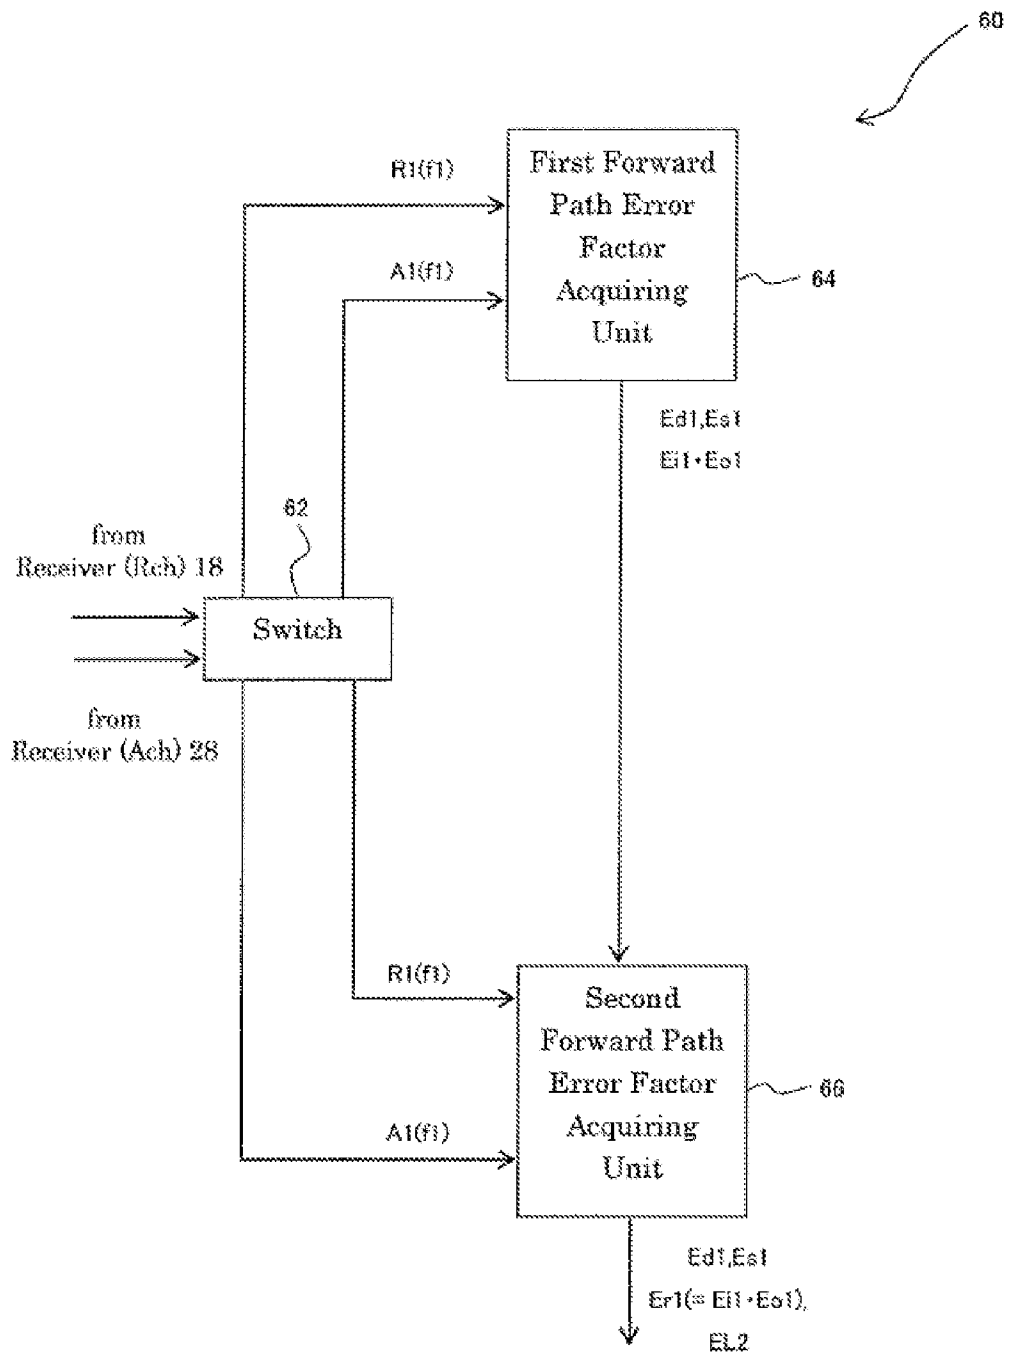 60
R1(f1)
First Forward
Path Error
Factor
Acquiring
Unit
A1(f1)
64
Ed1,Es1
Ei1·Eo1
62
from
Receiver (Rch) 18
Switch
from
Receiver (Ach) 28
R1(f1)
Second
Forward Path
Error Factor
Acquiring
Unit
66
A1(f1)
Ed1,Es1
Er1(= Ei1·Eo1),
EL2